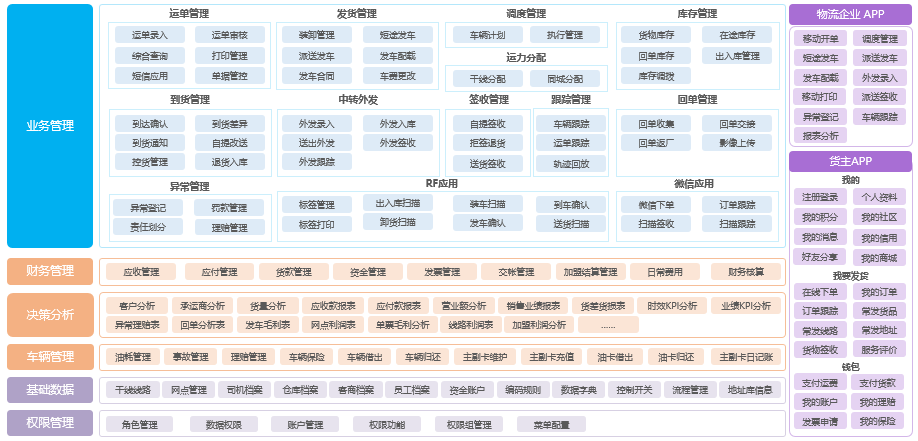 业务管理
运单管理
运单录入 运单审核
综合查询 打印管理
短信应用 单据管控
发货管理
装卸管理 短途发车
派送发车 发车配载
发车合同 车费更改
调度管理
车辆计划 执行管理
运力分配
干线分配 同城分配
库存管理
货物库存 在途库存
回单库存 出入库管理
库存调拨
到货管理
到达确认 到货差异
到货通知 自提改送
控货管理 退货入库
中转外发
外发录入 外发入库
送出外发 外发签收
外发跟踪
签收管理
自提签收
拒签退货
送货签收
跟踪管理
车辆跟踪
运单跟踪
轨迹回放
回单管理
回单收集 回单交接
回单返厂 影像上传
异常管理
异常登记 罚款管理
责任划分 理赔管理
RF应用
标签管理 出入库扫描 装车扫描 到车确认
标签打印 卸货扫描 发车确认 送货扫描
微信应用
微信下单 订单跟踪
扫描签收 扫描跟踪
财务管理
应收管理 应付管理 货款管理 资金管理 发票管理 交帐管理 加盟结算管理 日常费用 财务核算
决策分析
客户分析 承运商分析 货量分析 应收款报表 应付款报表 营业额分析 销售业绩报表 货差货损表 时效KPI分析 业绩KPI分析
异常理赔表 回单分析表 发车毛利表 网点利润表 单票毛利分析 线路利润表 加盟利润分析 ......
车辆管理
油耗管理 事故管理 理赔管理 车辆保险 车辆借出 车辆归还 主副卡维护 主副卡充值 油卡借出 油卡归还 主副卡日记账
基础数据
干线线路 网点管理 司机档案 仓库档案 客商档案 员工档案 资金账户 编码规则 数据字典 控制开关 流程管理 地址库信息
权限管理
角色管理 数据权限 账户管理 权限功能 权限组管理 菜单配置
物流企业 APP
移动开单 调度管理
短途发车 派送发车
发车配载 外发录入
移动打印 派送签收
异常登记 车辆跟踪
报表分析
货主APP
我的
注册登录 个人资料
我的积分 我的社区
我的消息 我的信用
好友分享 我的商城
我要发货
在线下单 我的订单
订单跟踪 常发货品
常发线路 常发地址
货物签收 服务评价
钱包
支付运费 支付货款
我的账户 我的理赔
发票申请 我的保险